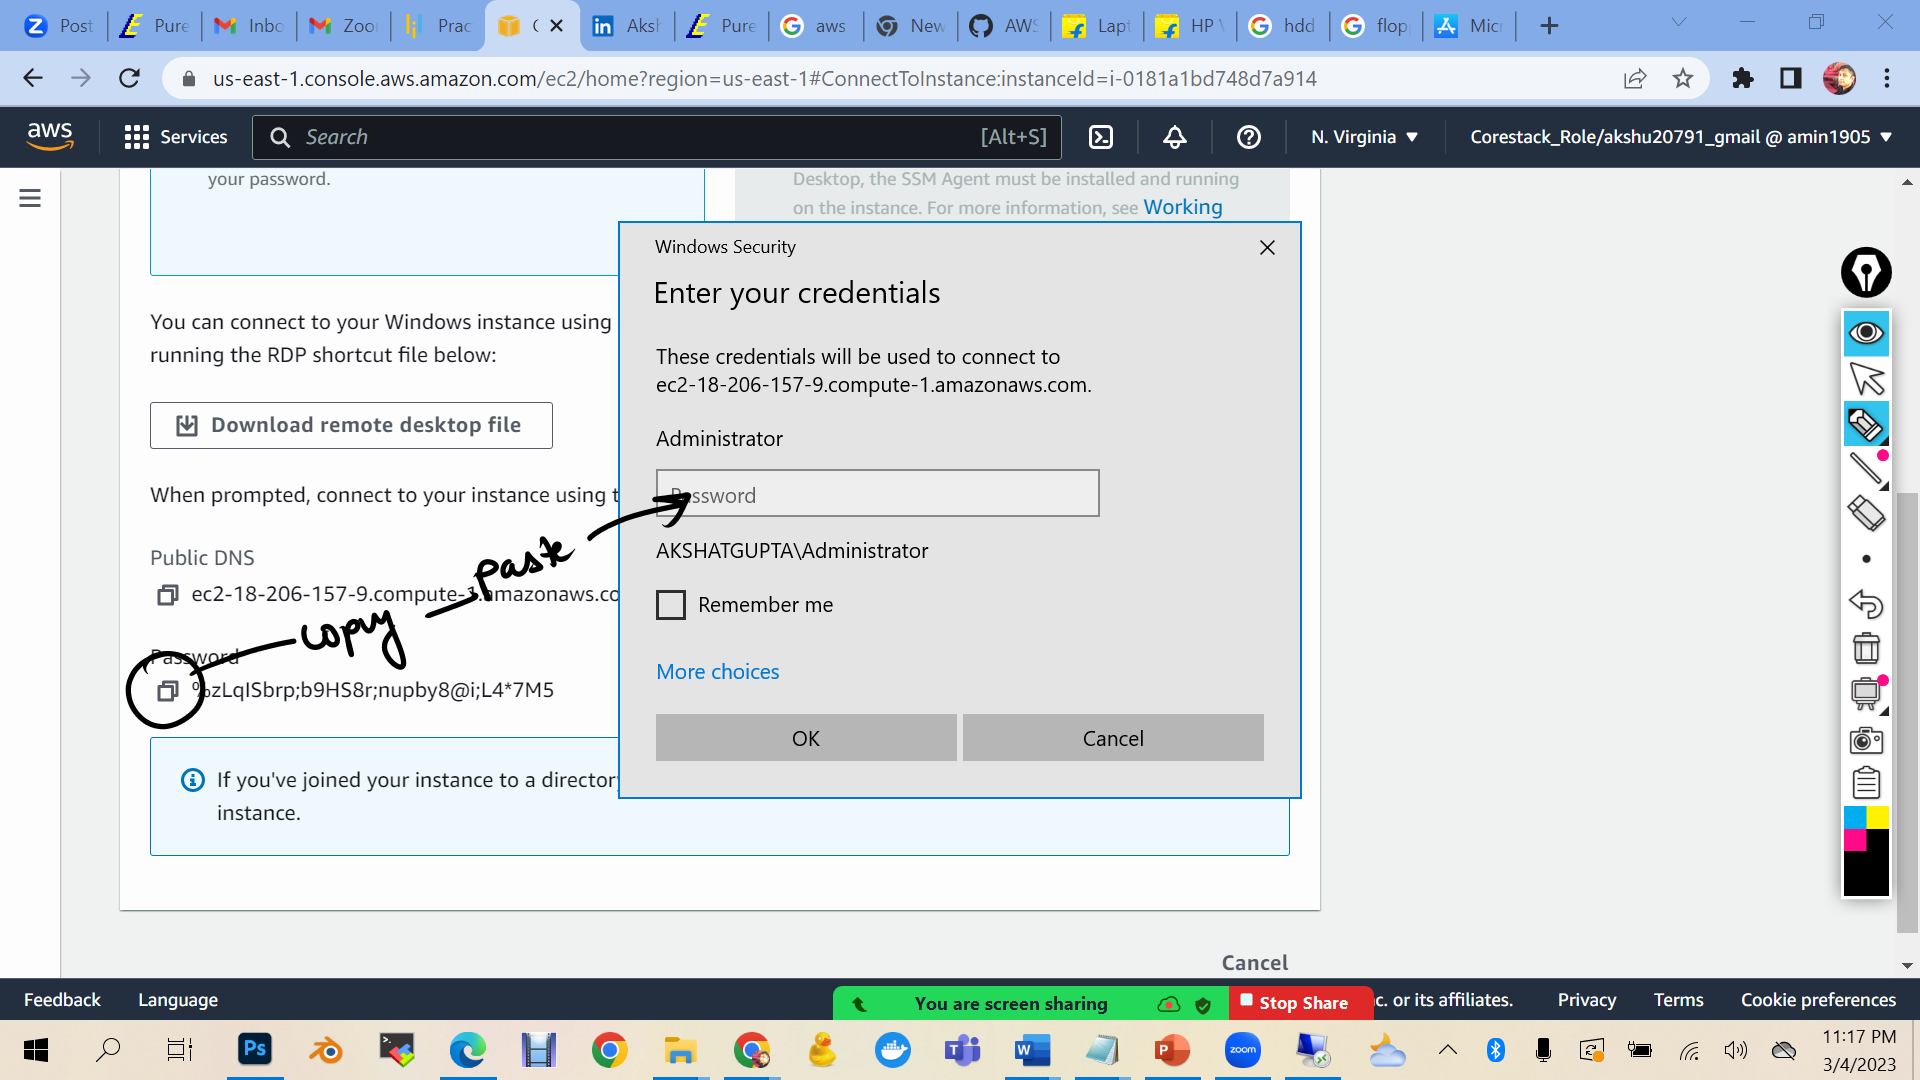 Post
Pure
Inbo
Zoor
Prac
C
Aksh
Pure
aws
New
AWS
Lapt
HP V
hdd
flop
Micr
us-east-1.console.aws.amazon.com/ec2/home?region=us-east-1#ConnectToInstance:instanceId=i-0181a1bd748d7a914
aws
Services
Search
[Alt+S]
N. Virginia
Corestack_Role/akshu20791_gmail @ amin1905
your password.
Desktop, the SSM Agent must be installed and running
on the instance. For more information, see Working
You can connect to your Windows instance using
running the RDP shortcut file below:
Download remote desktop file
When prompted, connect to your instance using t
Public DNS
ec2-18-206-157-9.compute-1.amazonaws.co
Password
%zLqISbrp;b9HS8r;nupby8@i;L4*7M5
copy
paste
If you've joined your instance to a directory
instance.
Windows Security
Enter your credentials
These credentials will be used to connect to
ec2-18-206-157-9.compute-1.amazonaws.com.
Administrator
Password
AKSHATGUPTA\Administrator
Remember me
More choices
OK
Cancel
Cancel
Feedback
Language
You are screen sharing
Stop Share
c. or its affiliates.
Privacy
Terms
Cookie preferences
Ps
W
P
zoom
11:17 PM
3/4/2023